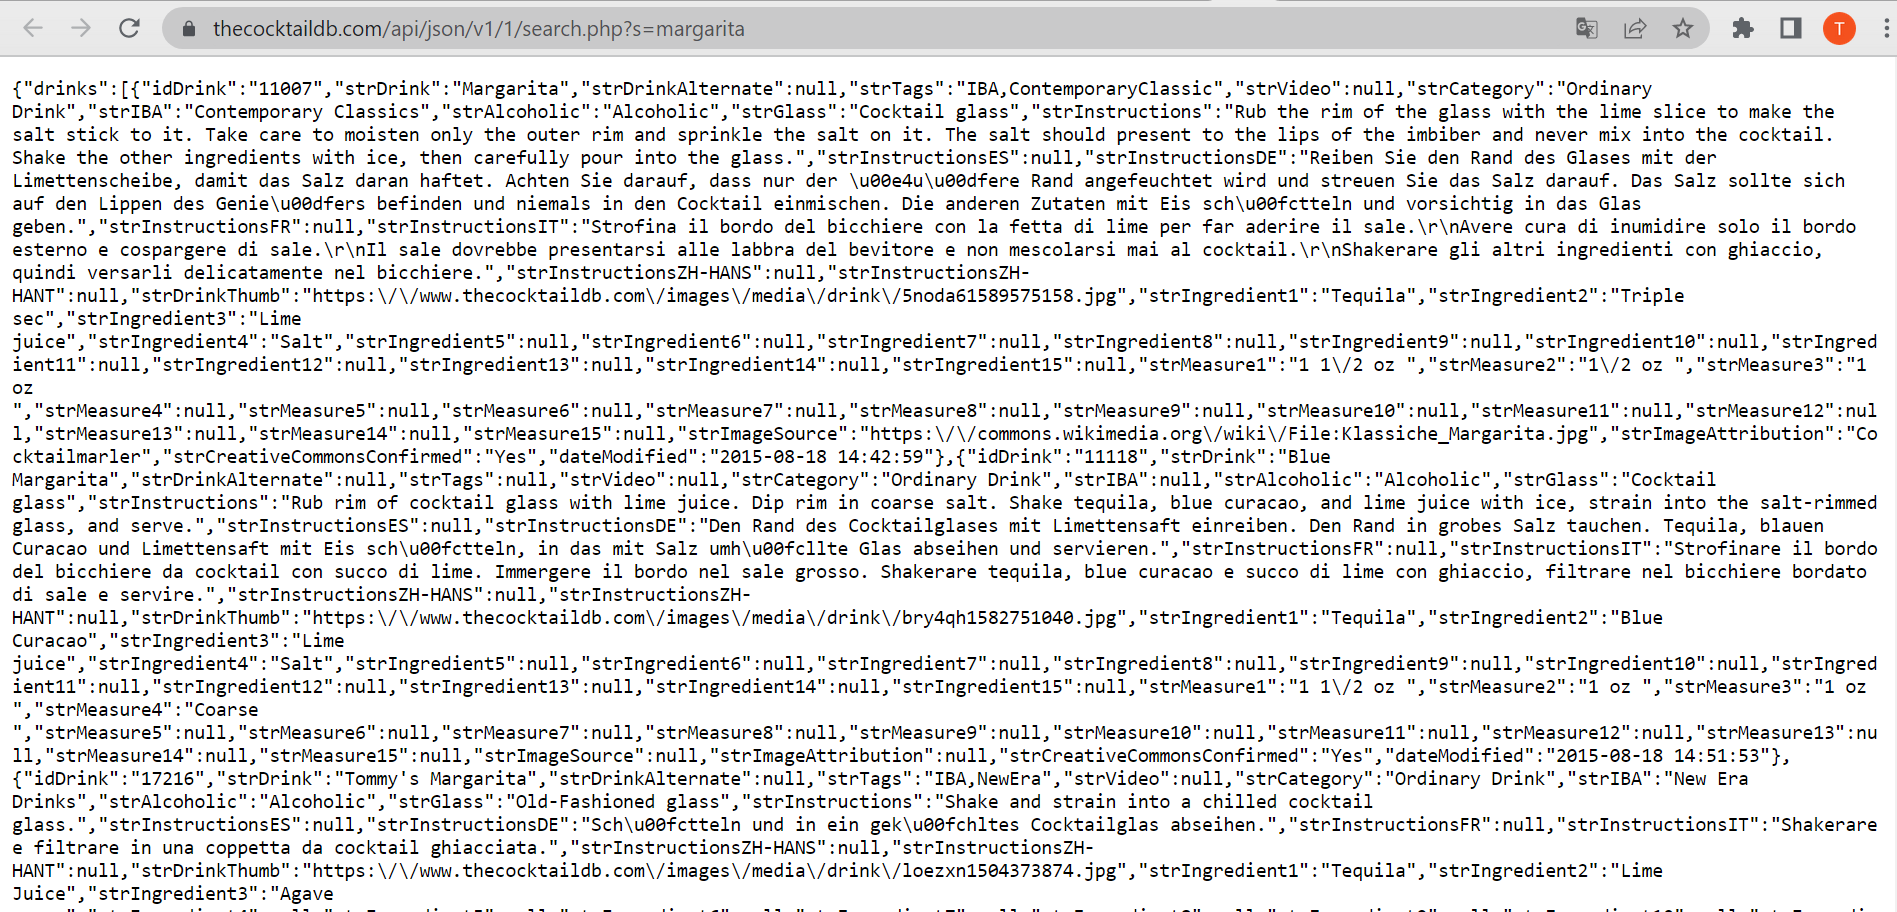 thecocktaildb.com/api/json/v1/1/search.php?s=margarita
T
{"drinks":[{"idDrink":"11007","strDrink":"Margarita","strDrinkAlternate":null,"strTags":"IBA,ContemporaryClassic","strVideo":null,"strCategory":"Ordinary
Drink","strIBA":"Contemporary Classics","strAlcoholic":"Alcoholic","strGlass":"Cocktail glass","strInstructions":"Rub the rim of the glass with the lime slice to make the
salt stick to it. Take care to moisten only the outer rim and sprinkle the salt on it. The salt should present to the lips of the imbiber and never mix into the cocktail.
Shake the other ingredients with ice, then carefully pour into the glass.","strInstructionsES":null,"strInstructionsDE":"Reiben Sie den Rand des Glases mit der
Limettenscheibe, damit das Salz daran haftet. Achten Sie darauf, dass nur der \u00e4u\u00dfere Rand angefeuchtet wird und streuen Sie das Salz darauf. Das Salz sollte sich
auf den Lippen des Genie\u00dfers befinden und niemals in den Cocktail einmischen. Die anderen Zutaten mit Eis sch\u00fctteln und vorsichtig in das Glas
geben.","strInstructionsFR":null,"strInstructionsIT":"Strofina il bordo del bicchiere con la fetta di lime per far aderire il sale.\r\nAvere cura di inumidire solo il bordo
esterno e cospargere di sale.\r\nIl sale dovrebbe presentarsi alle labbra del bevitore e non mescolarsi mai al cocktail.\r\nShakerare gli altri ingredienti con ghiaccio,
quindi versarli delicatamente nel bicchiere.","strInstructionsZH-HANS":null,"strInstructionsZH-
HANT":null,"strDrinkThumb":"https:\/\/www.thecocktaildb.com\/images\/media\/drink\/5noda61589575158.jpg","strIngredient1":"Tequila","strIngredient2":"Triple
sec","strIngredient3":"Lime
juice","strIngredient4":"Salt","strIngredient5":null,"strIngredient6":null,"strIngredient7":null,"strIngredient8":null,"strIngredient9":null,"strIngredient10":null,"strIngred
ient11":null,"strIngredient12":null,"strIngredient13":null,"strIngredient14":null,"strIngredient15":null,"strMeasure1":"1 1\/2 oz ","strMeasure2":"1\/2 oz ","strMeasure3":"1
oz
","strMeasure4":null,"strMeasure5":null,"strMeasure6":null,"strMeasure7":null,"strMeasure8":null,"strMeasure9":null,"strMeasure10":null,"strMeasure11":null,"strMeasure12":nul
l,"strMeasure13":null,"strMeasure14":null,"strMeasure15":null,"strImageSource":"https:\/\/commons.wikimedia.org\/wiki\/File:Klassiche_Margarita.jpg","strImageAttribution":"Co
cktailmarler","strCreativeCommonsConfirmed":"Yes","dateModified":"2015-08-18 14:42:59"},{"idDrink":"11118","strDrink":"Blue
Margarita","strDrinkAlternate":null,"strTags":null,"strVideo":null,"strCategory":"Ordinary Drink","strIBA":null,"strAlcoholic":"Alcoholic","strGlass":"Cocktail
glass","strInstructions":"Rub rim of cocktail glass with lime juice. Dip rim in coarse salt. Shake tequila, blue curacao, and lime juice with ice, strain into the salt-rimmed
glass, and serve.","strInstructionsES":null,"strInstructionsDE":"Den Rand des Cocktailglases mit Limettensaft einreiben. Den Rand in grobes Salz tauchen. Tequila, blauen
Curacao und Limettensaft mit Eis sch\u00fctteln, in das mit Salz umh\u00fcllte Glas abseihen und servieren.","strInstructionsFR":null,"strInstructionsIT":"Strofinare il bordo
del bicchiere da cocktail con succo di lime. Immergere il bordo nel sale grosso. Shakerare tequila, blue curacao e succo di lime con ghiaccio, filtrare nel bicchiere bordato
di sale e servire.","strInstructionsZH-HANS":null,"strInstructionsZH-
HANT":null,"strDrinkThumb":"https:\/\/www.thecocktaildb.com\/images\/media\/drink\/bry4qh1582751040.jpg","strIngredient1":"Tequila","strIngredient2":"Blue
Curacao","strIngredient3":"Lime
juice","strIngredient4":"Salt","strIngredient5":null,"strIngredient6":null,"strIngredient7":null,"strIngredient8":null,"strIngredient9":null,"strIngredient10":null,"strIngred
ient11":null,"strIngredient12":null,"strIngredient13":null,"strIngredient14":null,"strIngredient15":null,"strMeasure1":"1 1\/2 oz ","strMeasure2":"1 oz ","strMeasure3":"1 oz
","strMeasure4":"Coarse
","strMeasure5":null,"strMeasure6":null,"strMeasure7":null,"strMeasure8":null,"strMeasure9":null,"strMeasure10":null,"strMeasure11":null,"strMeasure12":null,"strMeasure13":nu
ll,"strMeasure14":null,"strMeasure15":null,"strImageSource":null,"strImageAttribution":null,"strCreativeCommonsConfirmed":"Yes","dateModified":"2015-08-18 14:51:53"},
{"idDrink":"17216","strDrink":"Tommy's Margarita","strDrinkAlternate":null,"strTags":"IBA,NewEra","strVideo":null,"strCategory":"Ordinary Drink","strIBA":"New Era
Drinks","strAlcoholic":"Alcoholic","strGlass":"Old-Fashioned glass","strInstructions":"Shake and strain into a chilled cocktail
glass.","strInstructionsES":null,"strInstructionsDE":"Sch\u00fctteln und in ein gek\u00fchltes Cocktailglas abseihen.","strInstructionsFR":null,"strInstructionsIT":"Shakerare
e filtrare in una coppetta da cocktail ghiacciata.","strInstructionsZH-HANS":null,"strInstructionsZH-
HANT":null,"strDrinkThumb":"https:\/\/www.thecocktaildb.com\/images\/media\/drink\/loezxn1504373874.jpg","strIngredient1":"Tequila","strIngredient2":"Lime
Juice","strIngredient3":"Agave